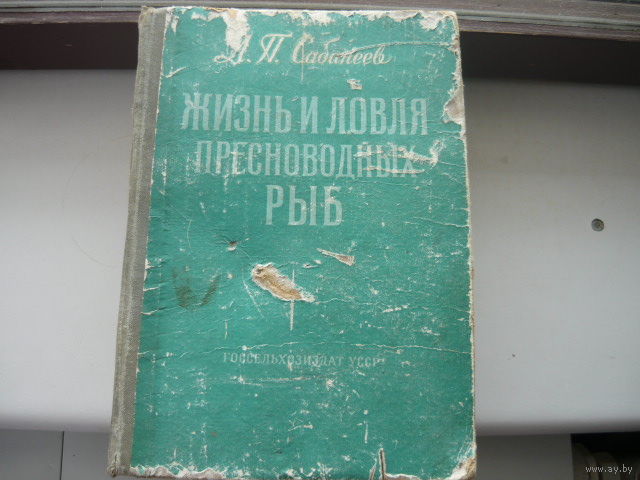 Л. П. Сабанеев
ЖИЗНЬ И ЛОВЛЯ
ПРЕСНОВОДНЫХ
РЫБ
ГОССЕЛЬХОЗИЗДАТ УССР
www.ay.by